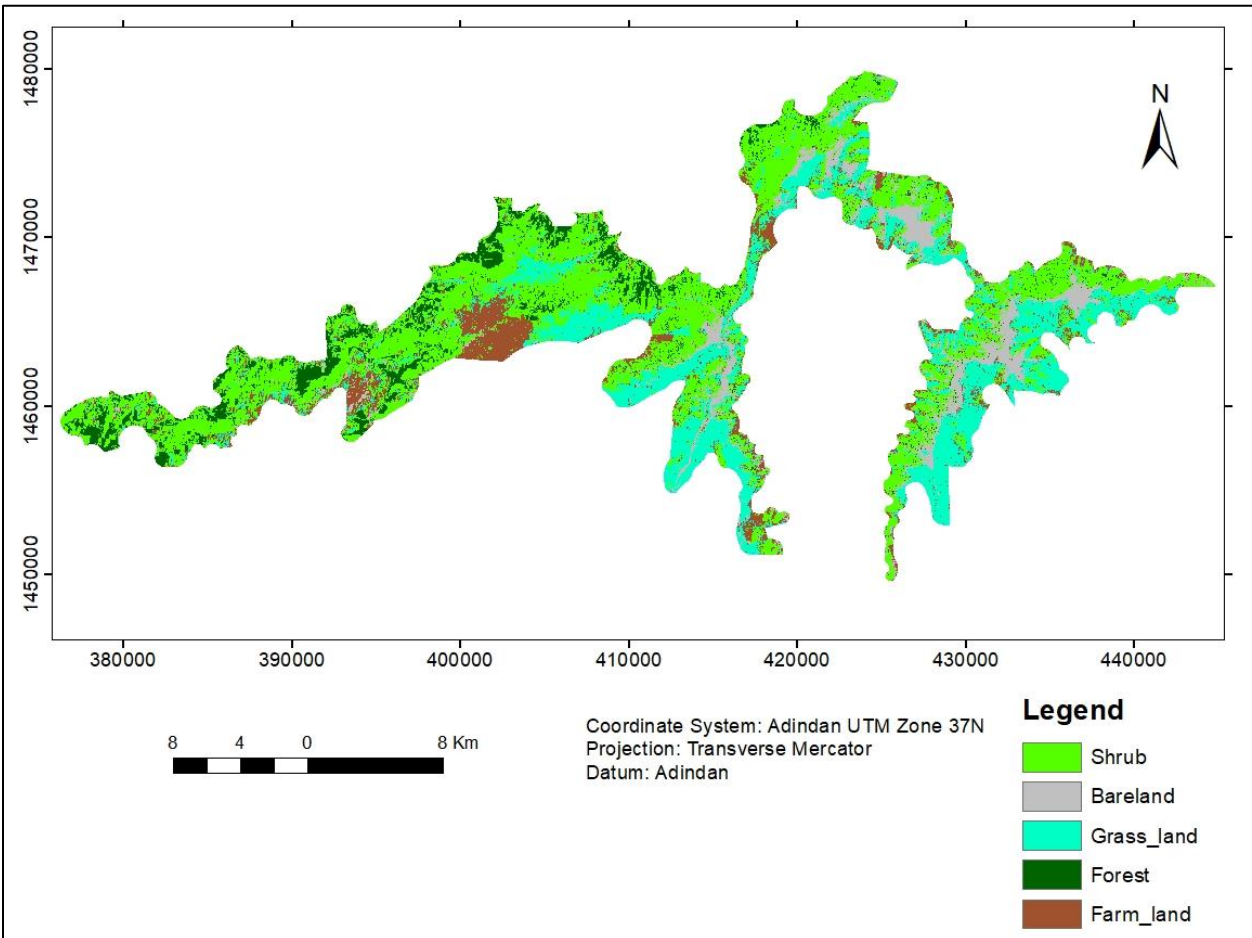 1480000
1470000
1460000
1450000
N
380000
390000
400000
410000
420000
430000
440000
8
4
0
8 Km
Coordinate System: Adindan UTM Zone 37N
Projection: Transverse Mercator
Datum: Adindan
Legend
Shrub
Bareland
Grass_land
Forest
Farm_land